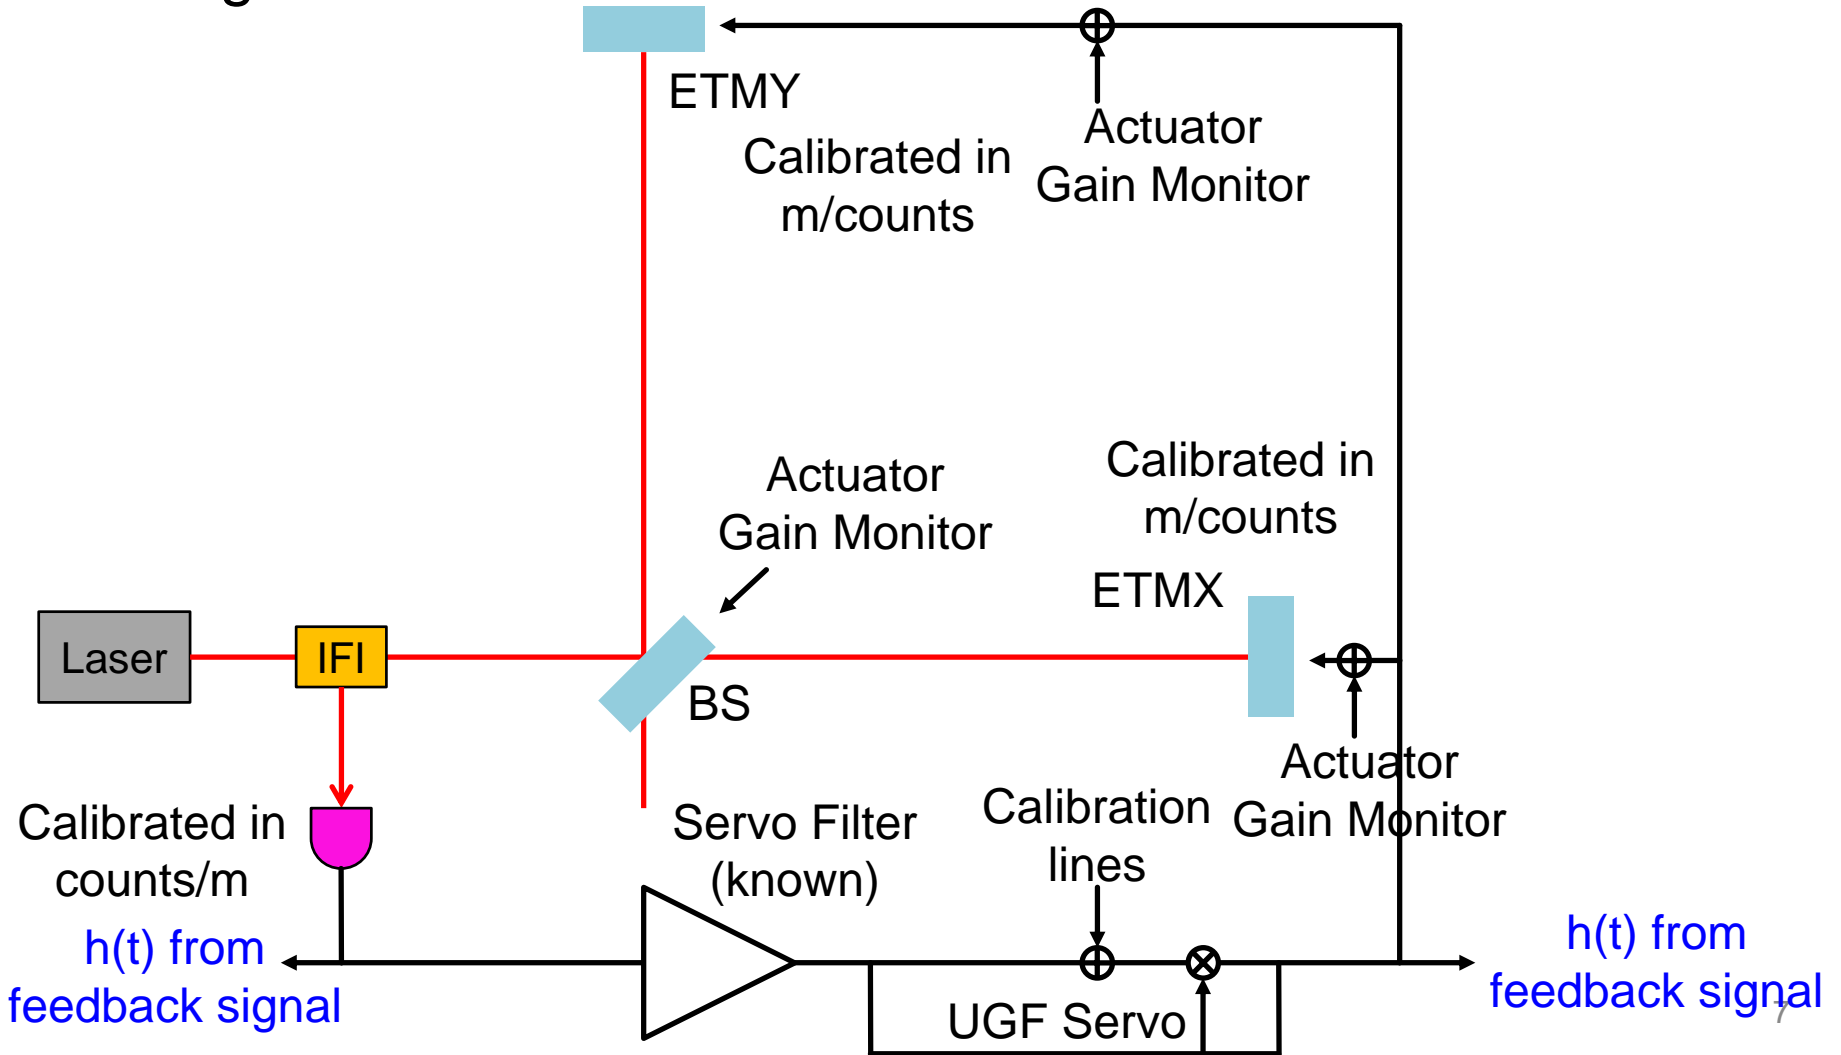 ETMY
Calibrated in
m/counts
Actuator
Gain Monitor
Actuator
Gain Monitor
Calibrated in
m/counts
ETMX
Laser
IFI
BS
Actuator
Gain Monitor
Calibrated in
counts/m
Servo Filter
(known)
Calibration
lines
h(t) from
feedback signal
UGF Servo
h(t) from
feedback signal
7